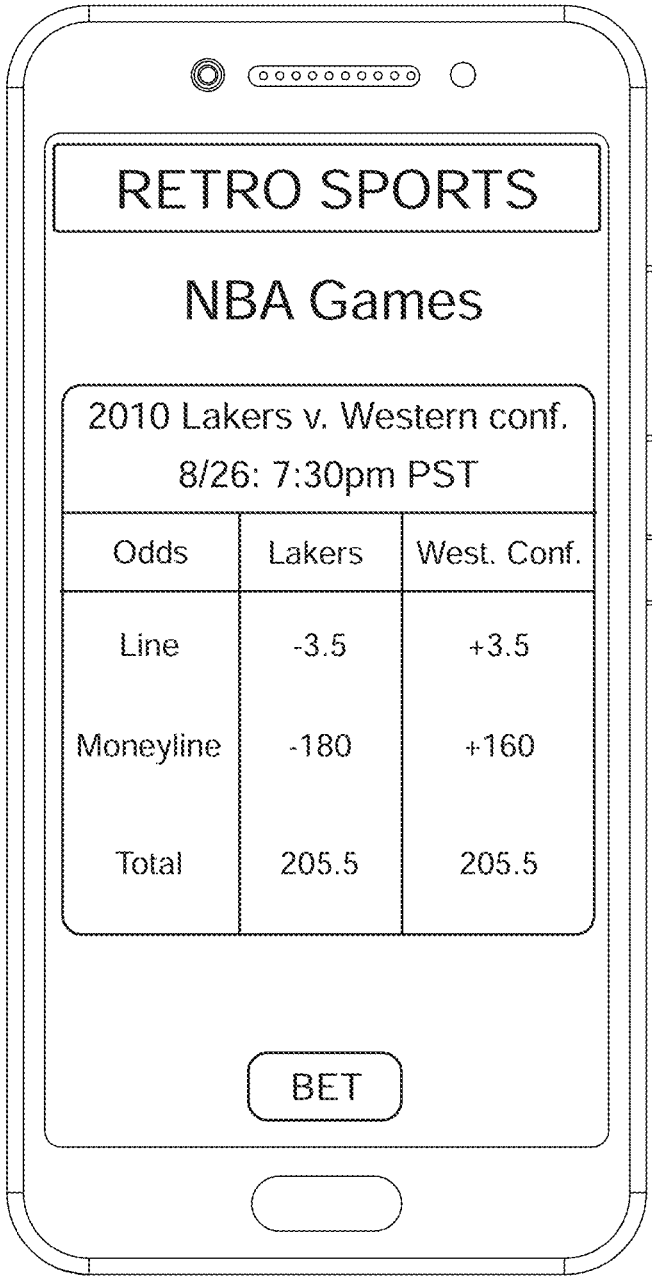 RETRO SPORTS
NBA Games
2010 Lakers v. Western conf.
8/26: 7:30pm PST
Odds Lakers West. Conf.
Line -3.5 +3.5
Moneyline -180 +160
Total 205.5 205.5
BET